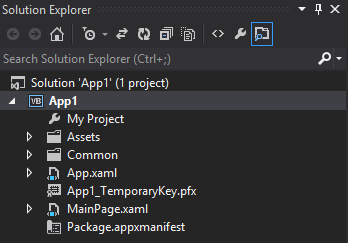 Solution Explorer
Search Solution Explorer (Ctrl+;)
Solution 'App1' (1 project)
VB App1
My Project
Assets
Common
App.xaml
App1_TemporaryKey.pfx
MainPage.xaml
Package.appxmanifest